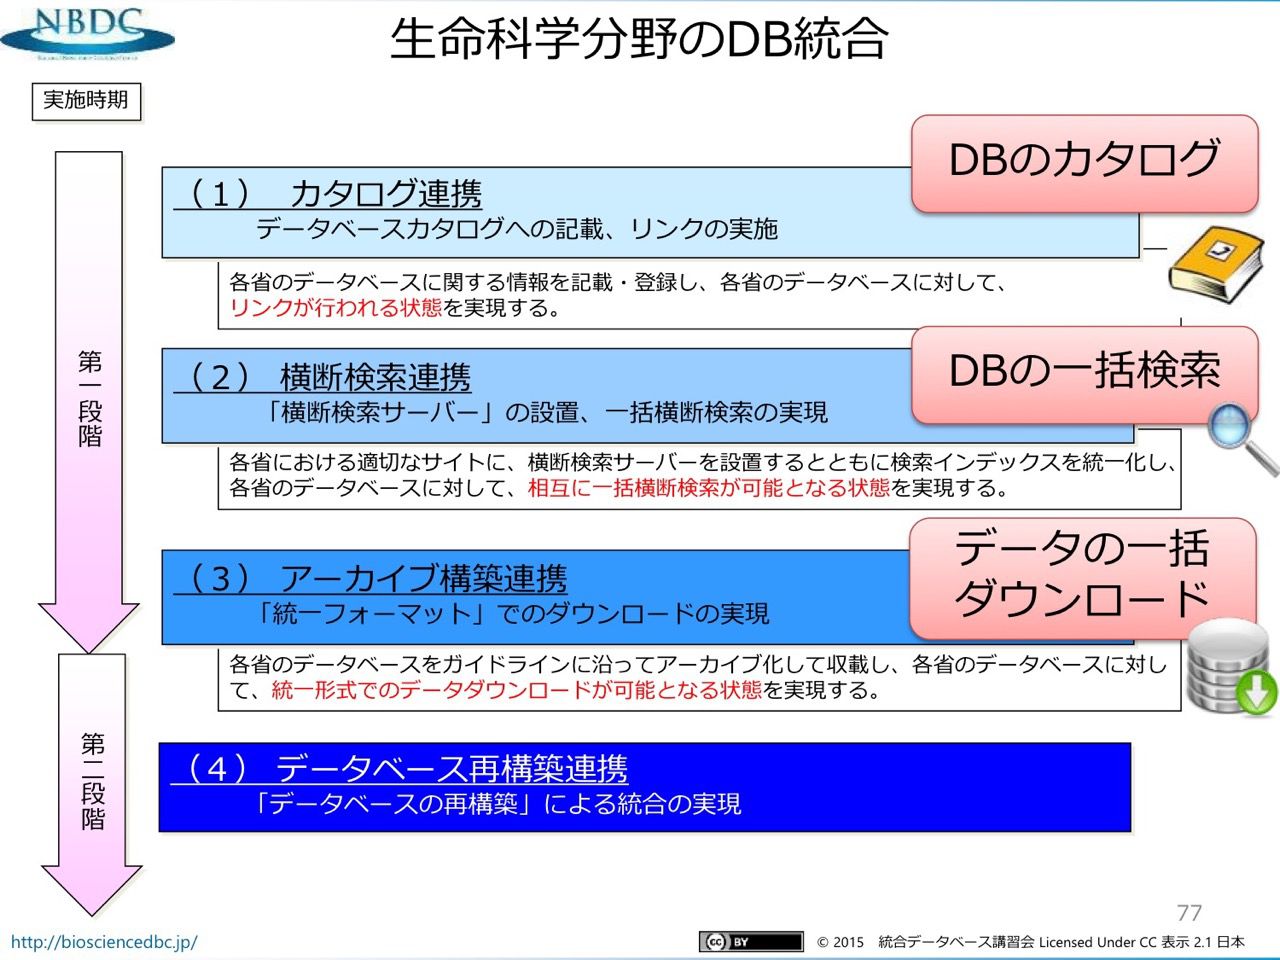 NBDC
生命科学分野のDB統合
実施時期
DBのカタログ
（１）　カタログ連携
データベースカタログへの記載、リンクの実施
各省のデータベースに関する情報を記載・登録し、各省のデータベースに対して、
リンクが行われる状態を実現する。
第一段階
DBの一括検索
（２）　横断検索連携
「横断検索サーバー」の設置、一括横断検索の実現
各省における適切なサイトに、横断検索サーバーを設置するとともに検索インデックスを統一化し、
各省のデータベースに対して、相互に一括横断検索が可能となる状態を実現する。
データの一括
ダウンロード
（３）　アーカイブ構築連携
「統一フォーマット」でのダウンロードの実現
各省のデータベースをガイドラインに沿ってアーカイブ化して収載し、各省のデータベースに対し
て、統一形式でのデータダウンロードが可能となる状態を実現する。
第二段階
（４）　データベース再構築連携
「データベースの再構築」による統合の実現
77
http://biosciencedbc.jp/
cc BY
© 2015　統合データベース講習会 Licensed Under CC 表示 2.1 日本